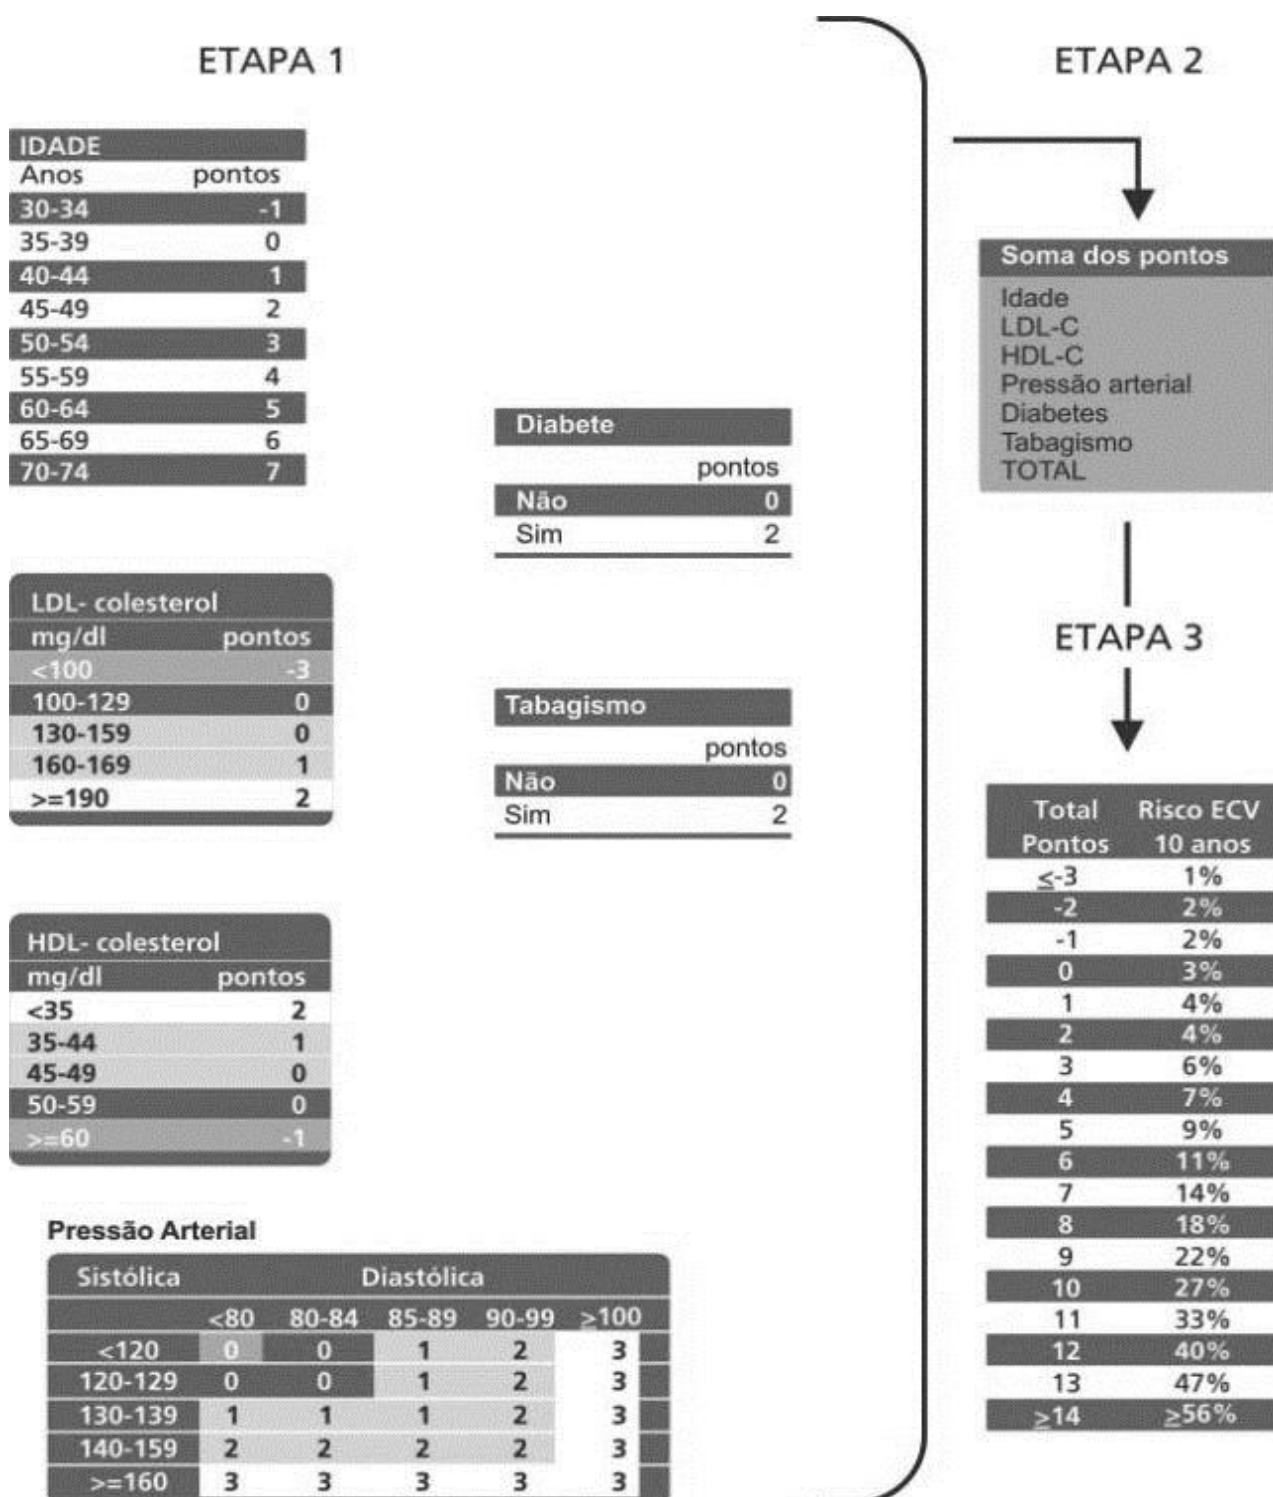 ETAPA 1
IDADE
Anos pontos
30-34 -1
35-39 0
40-44 1
45-49 2
50-54 3
55-59 4
60-64 5
65-69 6
70-74 7
LDL- colesterol
mg/dl pontos
<100 -3
100-129 0
130-159 0
160-169 1
>=190 2
HDL- colesterol
mg/dl pontos
<35 2
35-44 1
45-49 0
50-59 0
>=60 -1
Pressão Arterial
Sistólica Diastólica
<80 80-84 85-89 90-99 ≥100
<120 0 0 1 2 3
120-129 0 0 1 2 3
130-139 1 1 1 2 3
140-159 2 2 2 2 3
>=160 3 3 3 3 3
Diabete
pontos
Não 0
Sim 2
Tabagismo
pontos
Não 0
Sim 2
ETAPA 2
Soma dos pontos
Idade
LDL-C
HDL-C
Pressão arterial
Diabetes
Tabagismo
TOTAL
ETAPA 3
Total Risco ECV
Pontos 10 anos
≤-3 1%
-2 2%
-1 2%
0 3%
1 4%
2 4%
3 6%
4 7%
5 9%
6 11%
7 14%
8 18%
9 22%
10 27%
11 33%
12 40%
13 47%
≥14 ≥56%